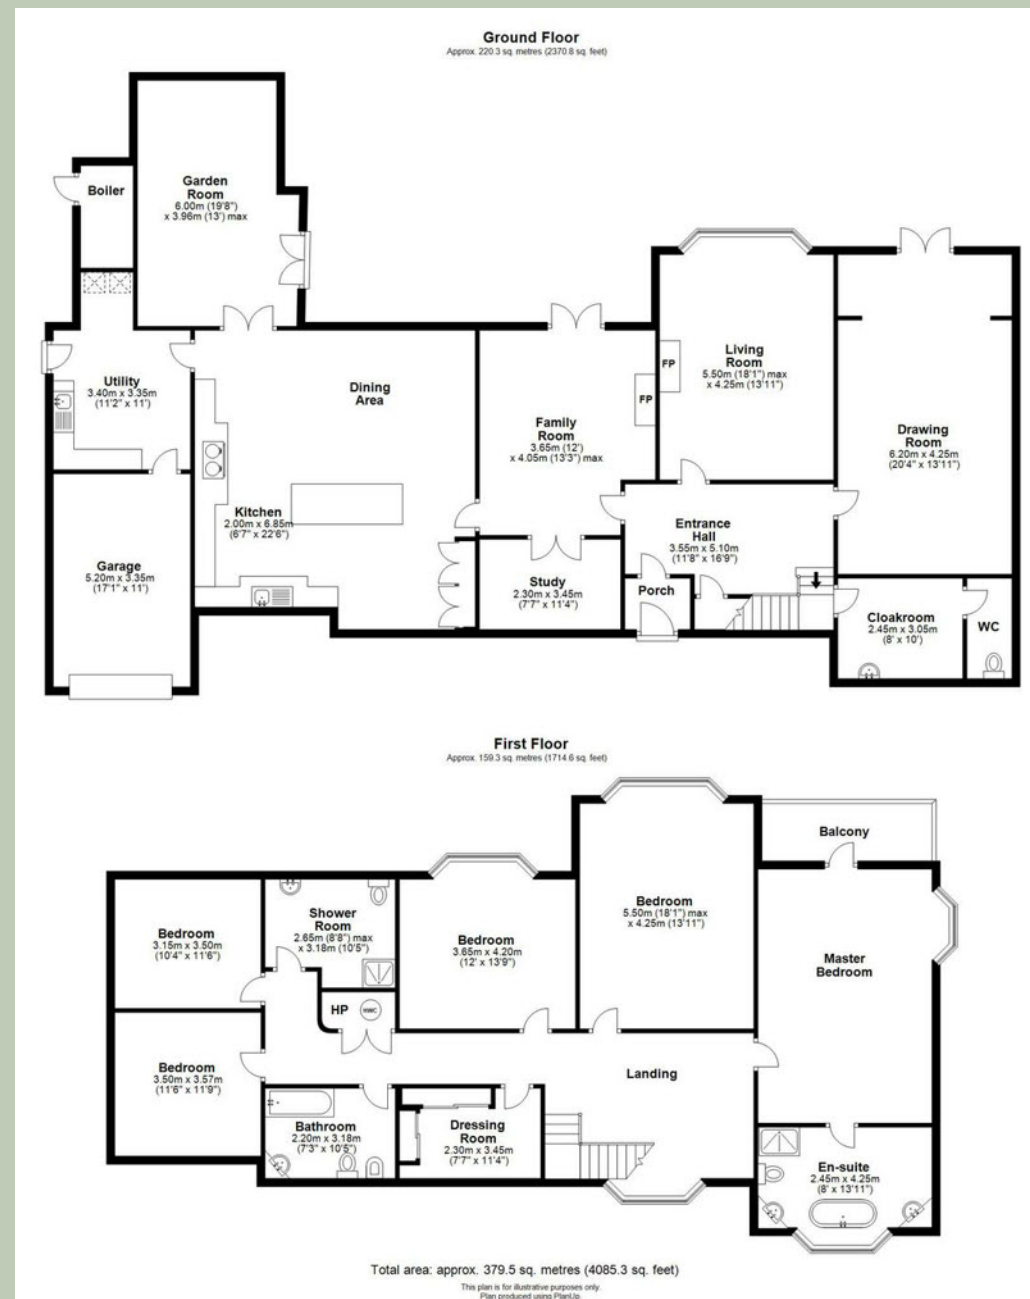 Ground Floor
Approx. 220.3 sq. metres (2370.8 sq. feet)
Garden
Room
6.00m (19'8")
x 3.96m (13') max
Boiler
Utility
3.40m x 3.35m
(11'2" x 11')
Dining
Area
Kitchen
2.00m x 6.85m
(6'7" x 22'6")
Garage
5.20m x 3.35m
(17'1" x 11')
Family
Room
3.65m (12')
x 4.05m (13'3") max
FP
FP
Living
Room
5.50m (18'1") max
x 4.25m (13'11")
Drawing
Room
6.20m x 4.25m
(20'4" x 13'11")
Entrance
Hall
3.55m x 5.10m
(11'8" x 16'9")
Study
2.30m x 3.45m
(7'7" x 11'4")
Porch
Cloakroom
2.45m x 3.05m
(8' x 10')
WC
First Floor
Approx. 159.3 sq. metres (1714.6 sq. feet)
Balcony
Bedroom
5.50m (18'1") max
x 4.25m (13'11")
Bedroom
3.15m x 3.50m
(10'4" x 11'6")
Shower
Room
2.65m (8'8") max
x 3.18m (10'5")
Bedroom
3.65m x 4.20m
(12' x 13'9")
Master
Bedroom
HP
HWC
Bedroom
3.50m x 3.57m
(11'6" x 11'9")
Landing
Bathroom
2.20m x 3.18m
(7'3" x 10'5")
Dressing
Room
2.30m x 3.45m
(7'7" x 11'4")
En-suite
2.45m x 4.25m
(8' x 13'11")
Total area: approx. 379.5 sq. metres (4085.3 sq. feet)
This plan is for illustrative purposes only.
Plan produced using PlanUp.